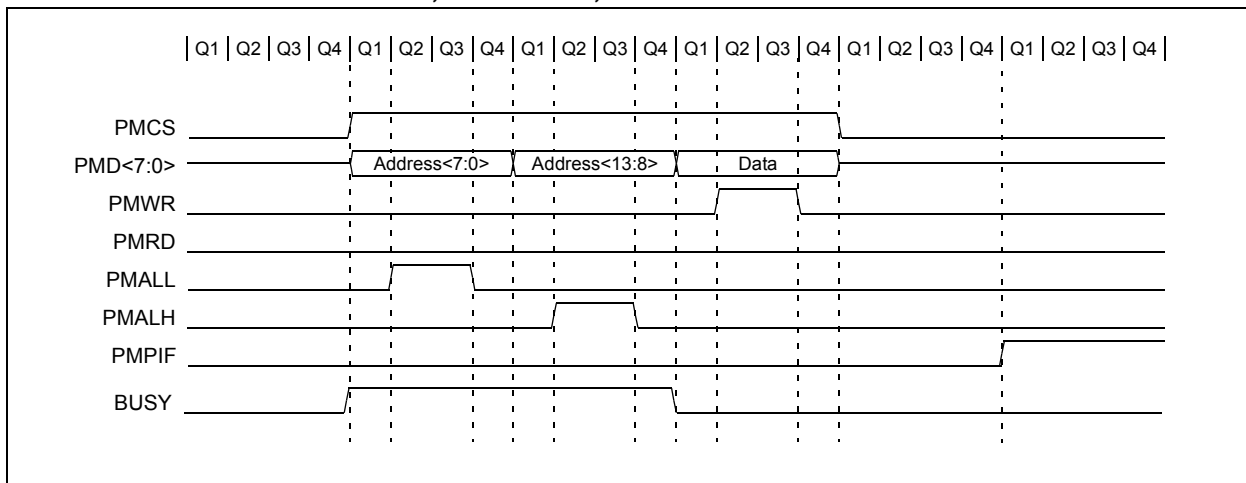 Q1 Q2 Q3 Q4 Q1 Q2 Q3 Q4 Q1 Q2 Q3 Q4 Q1 Q2 Q3 Q4 Q1 Q2 Q3 Q4 Q1 Q2 Q3 Q4
PMCS
PMD<7:0> Address<7:0> Address<13:8> Data
PMWR
PMRD
PMALL
PMALH
PMPIF
BUSY